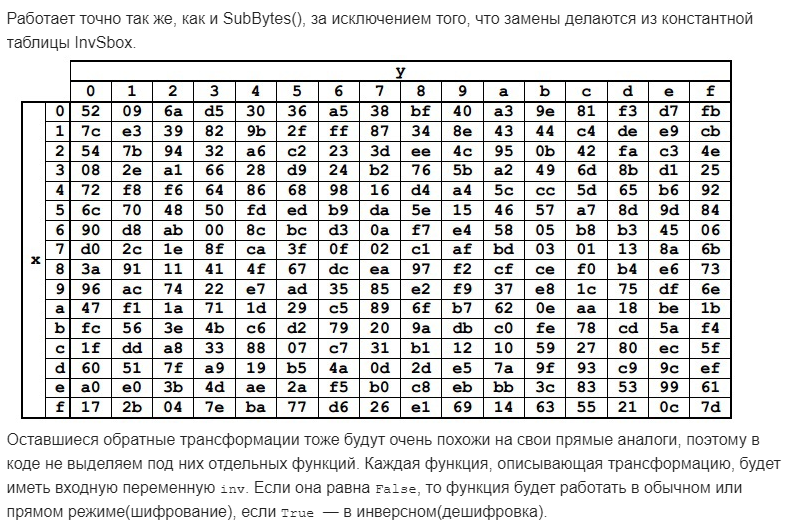 Работает точно так же, как и SubBytes(), за исключением того, что замены делаются из константной
таблицы InvSbox.
y
0 1 2 3 4 5 6 7 8 9 a b c d e f
0 52 09 6a d5 30 36 a5 38 bf 40 a3 9e 81 f3 d7 fb
1 7c e3 39 82 9b 2f ff 87 34 8e 43 44 c4 de e9 cb
2 54 7b 94 32 a6 c2 23 3d ee 4c 95 0b 42 fa c3 4e
3 08 2e a1 66 28 d9 24 b2 76 5b a2 49 6d 8b d1 25
4 72 f8 f6 64 86 68 98 16 d4 a4 5c cc 5d 65 b6 92
5 6c 70 48 50 fd ed b9 da 5e 15 46 57 a7 8d 9d 84
6 90 d8 ab 00 8c bc d3 0a f7 e4 58 05 b8 b3 45 06
7 d0 2c 1e 8f ca 3f 0f 02 c1 af bd 03 01 13 8a 6b
x
8 3a 91 11 41 4f 67 dc ea 97 f2 cf ce f0 b4 e6 73
9 96 ac 74 22 e7 ad 35 85 e2 f9 37 e8 1c 75 df 6e
a 47 f1 1a 71 1d 29 c5 89 6f b7 62 0e aa 18 be 1b
b fc 56 3e 4b c6 d2 79 20 9a db c0 fe 78 cd 5a f4
c 1f dd a8 33 88 07 c7 31 b1 12 10 59 27 80 ec 5f
d 60 51 7f a9 19 b5 4a 0d 2d e5 7a 9f 93 c9 9c ef
e a0 e0 3b 4d ae 2a f5 b0 c8 eb bb 3c 83 53 99 61
f 17 2b 04 7e ba 77 d6 26 e1 69 14 63 55 21 0c 7d
Оставшиеся обратные трансформации тоже будут очень похожи на свои прямые аналоги, поэтому в
коде не выделяем под них отдельных функций. Каждая функция, описывающая трансформацию, будет
иметь входную переменную inv. Если она равна False, то функция будет работать в обычном или
прямом режиме(шифрование), если True — в инверсном(дешифровка).